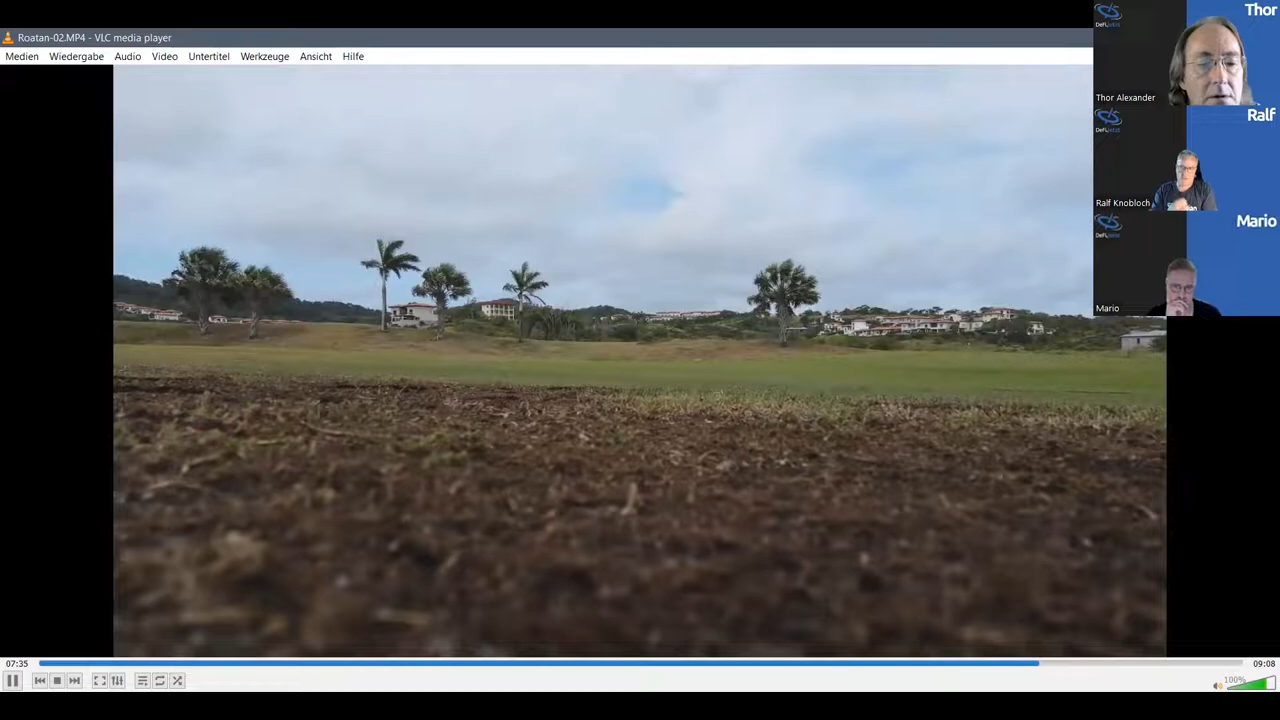 Roatan-02.MP4 - VLC media player
Medien Wiedergabe Audio Video Untertitel Werkzeuge Ansicht Hilfe
Thor
Thor Alexander
Ralf
Ralf Knobloch
Mario
Mario
07:35
09:08
100%